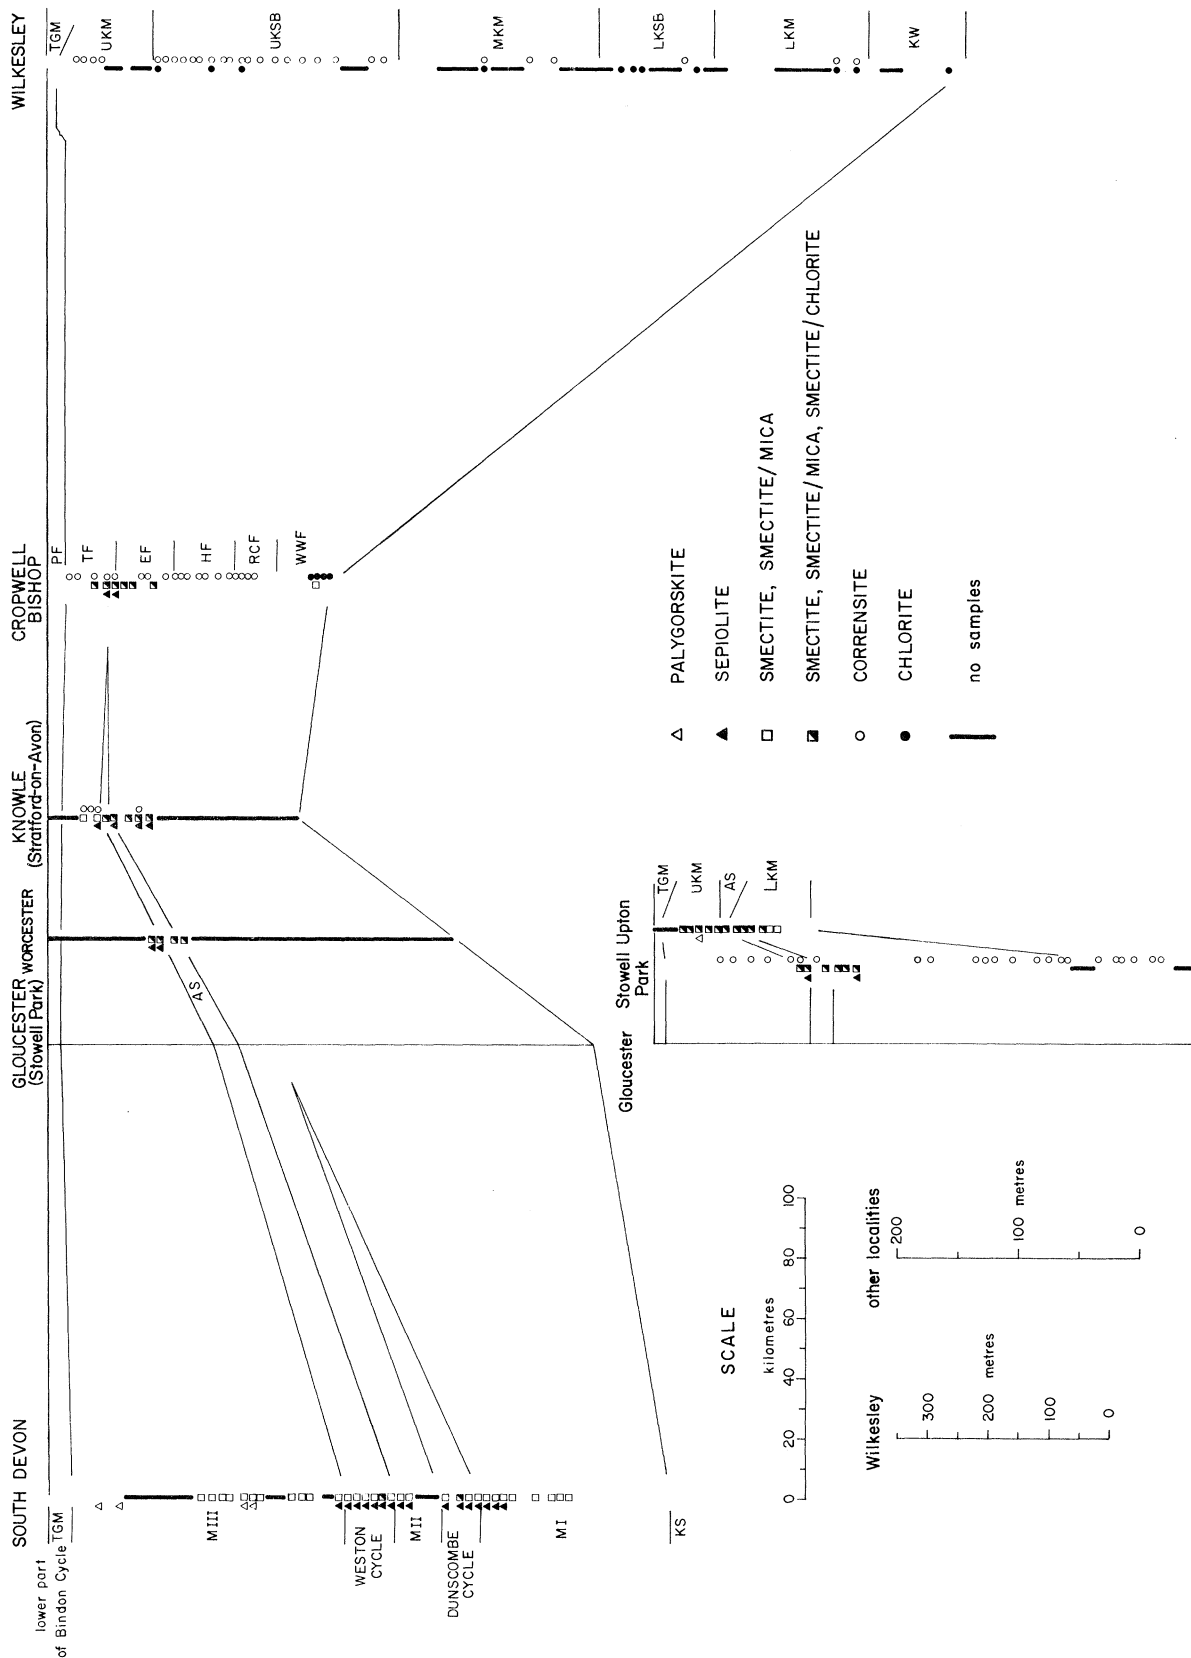 SOUTH DEVON
GLOUCESTER
(Stowell Park)
WORCESTER
KNOWLE
(Stratford-on-Avon)
CROPWELL
BISHOP
WILKESLEY
lower part
of Bindon Cycle
TGM
MIII
WESTON
CYCLE
MII
DUNSCOMBE
CYCLE
MI
KS
AS
PF
TF
EF
HF
RCF
WWF
TGM
UKM
UKSB
MKM
LKSB
LKM
KW
Gloucester
Stowell
Park
Upton
TGM
UKM
AS
LKM
PALYGORSKITE
SEPIOLITE
SMECTITE, SMECTITE/MICA
SMECTITE, SMECTITE/MICA, SMECTITE/CHLORITE
CORRENSITE
CHLORITE
no samples
SCALE
kilometres
0 20 40 60 80 100
Wilkesley
300
200 metres
100
0
other localities
200
100 metres
0